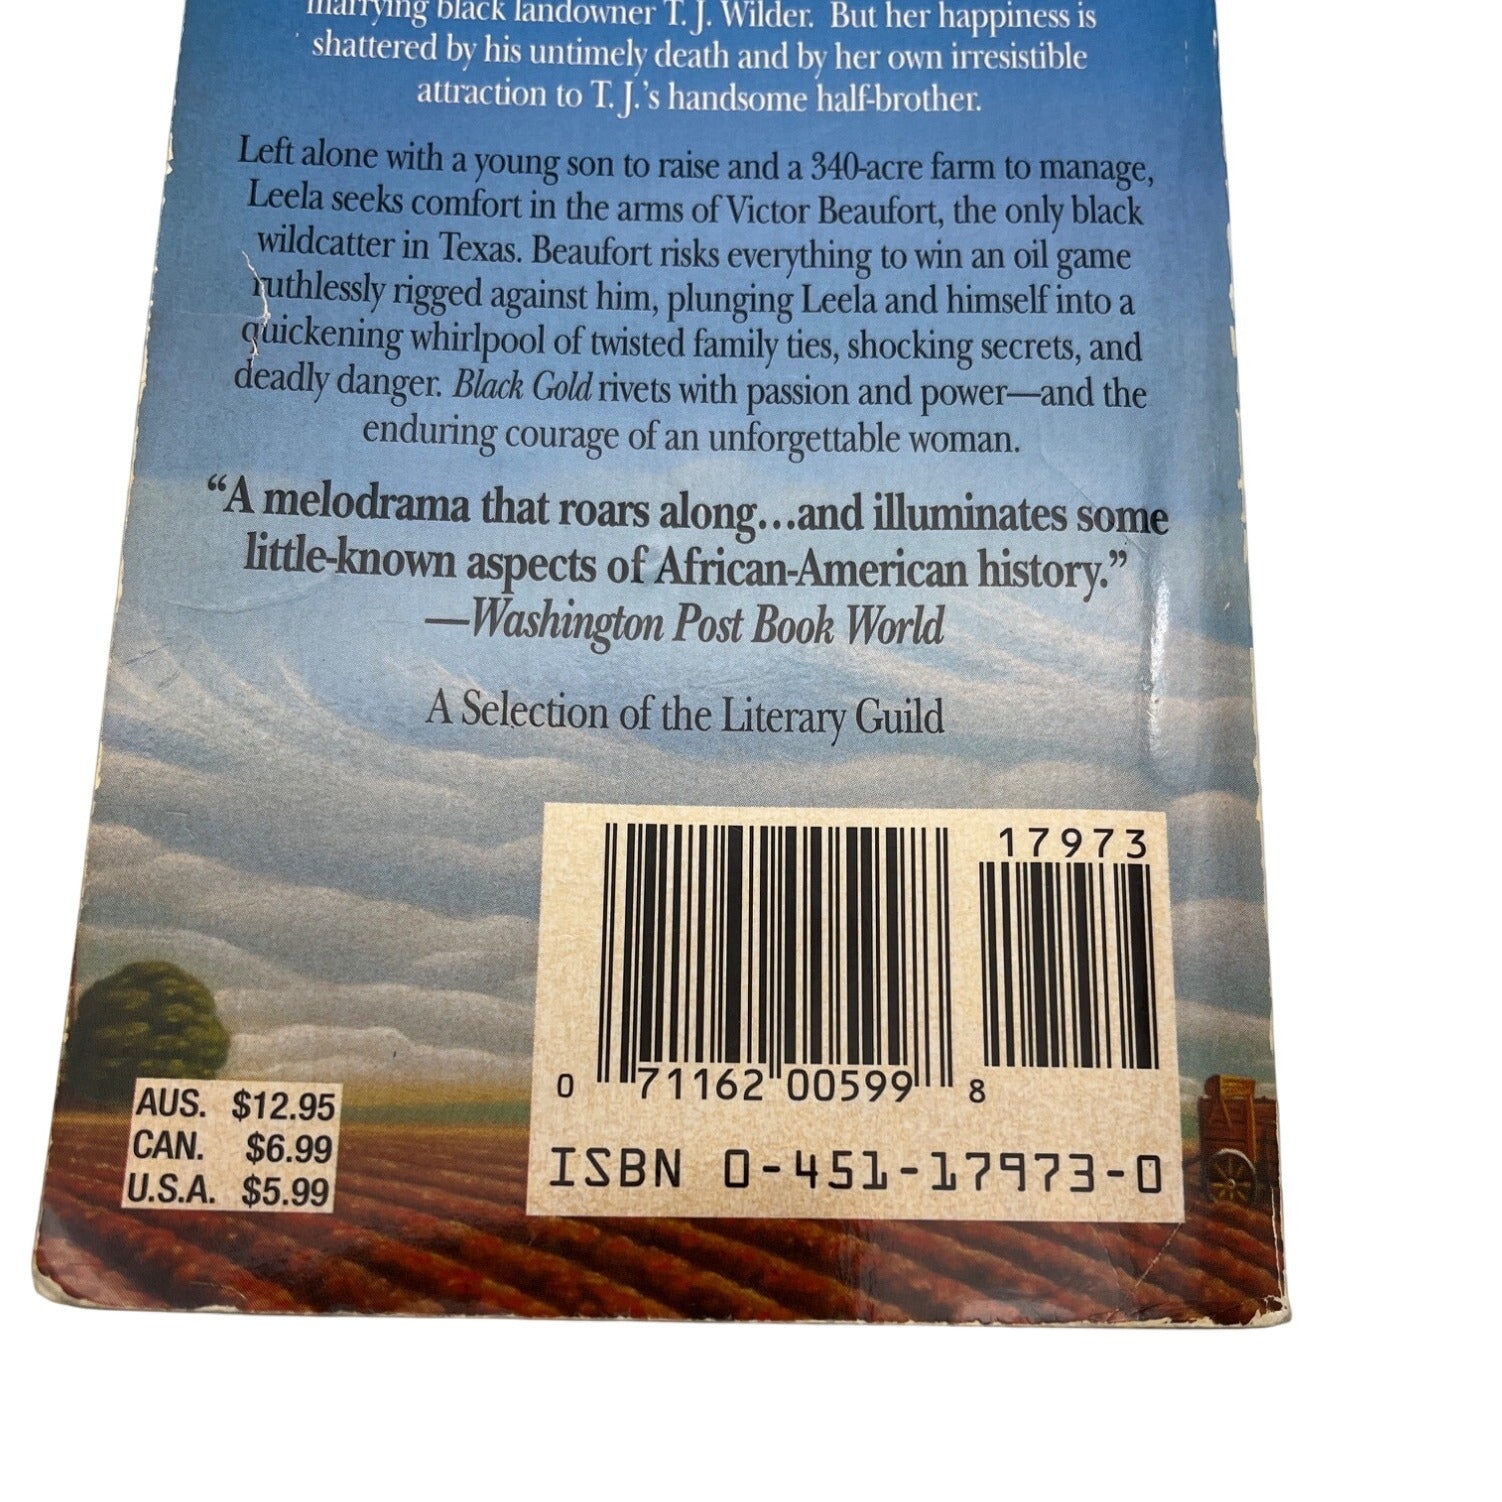 marrying black landowner T. J. Wilder. But her happiness is
shattered by his untimely death and by her own irresistible
attraction to T. J.'s handsome half-brother.
Left alone with a young son to raise and a 340-acre farm to manage,
Leela seeks comfort in the arms of Victor Beaufort, the only black
wildcatter in Texas. Beaufort risks everything to win an oil game
ruthlessly rigged against him, plunging Leela and himself into a
quickening whirlpool of twisted family ties, shocking secrets, and
deadly danger. Black Gold rivets with passion and power—and the
enduring courage of an unforgettable woman.
“A melodrama that roars along...and illuminates some
little-known aspects of African-American history.”
—Washington Post Book World
A Selection of the Literary Guild
17973
0 71162 00599 8
ISBN 0-451-17973-0
AUS. $12.95
CAN. $6.99
U.S.A. $5.99